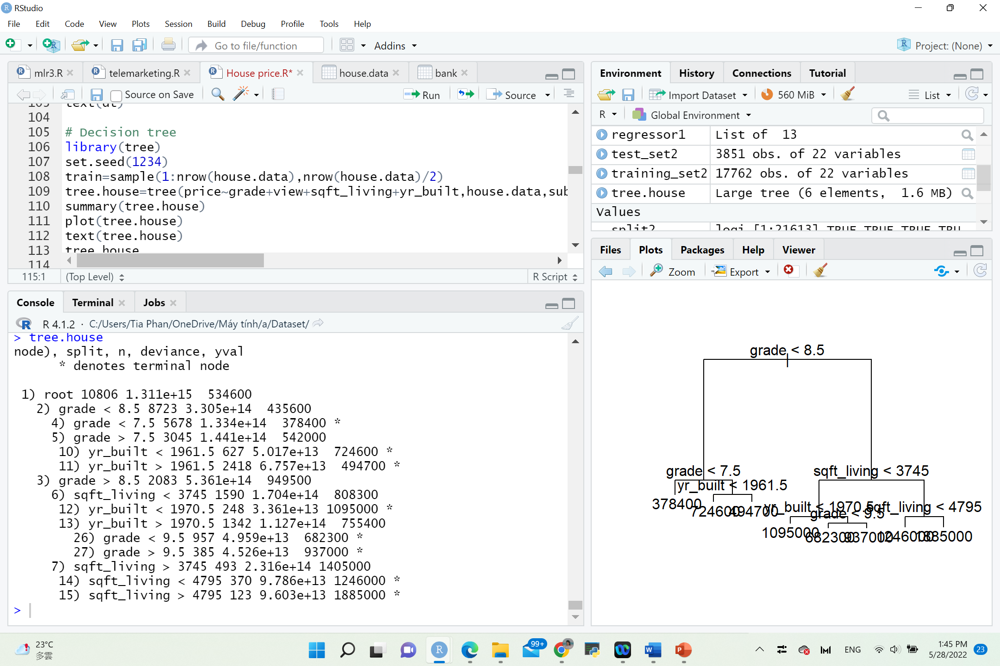 RStudio
File Edit Code View Plots Session Build Debug Profile Tools Help
Go to file/function Addins Project: (None)
mlr3.R telemarketing.R House price.R* house.data bank
Source on Save Run Source
103 text(dt)
104
105 # Decision tree
106 library(tree)
107 set.seed(1234)
108 train=sample(1:nrow(house.data),nrow(house.data)/2)
109 tree.house=tree(price~grade+view+sqft_living+yr_built,house.data,sub
110 summary(tree.house)
111 plot(tree.house)
112 text(tree.house)
113 tree.house
114
115:1 (Top Level) R Script
Console Terminal Jobs
R 4.1.2 · C:/Users/Tia Phan/OneDrive/Máy tính/a/Dataset/
> tree.house
node), split, n, deviance, yval
* denotes terminal node
1) root 10806 1.311e+15 534600
2) grade < 8.5 8723 3.305e+14 435600
4) grade < 7.5 5678 1.334e+14 378400 *
5) grade > 7.5 3045 1.441e+14 542000
10) yr_built < 1961.5 627 5.017e+13 724600 *
11) yr_built > 1961.5 2418 6.757e+13 494700 *
3) grade > 8.5 2083 5.361e+14 949500
6) sqft_living < 3745 1590 1.704e+14 808300
12) yr_built < 1970.5 248 3.361e+13 1095000 *
13) yr_built > 1970.5 1342 1.127e+14 755400
26) grade < 9.5 957 4.959e+13 682300 *
27) grade > 9.5 385 4.526e+13 937000 *
7) sqft_living > 3745 493 2.316e+14 1405000
14) sqft_living < 4795 370 9.786e+13 1246000 *
15) sqft_living > 4795 123 9.603e+13 1885000 *
>
Environment History Connections Tutorial
Import Dataset 560 MiB List
R Global Environment
regressor1 List of 13
test_set2 3851 obs. of 22 variables
training_set2 17762 obs. of 22 variables
tree.house Large tree (6 elements, 1.6 MB)
Values
split2 logi [1:21613] TRUE TRUE TRUE TRU
Files Plots Packages Help Viewer
Zoom Export
grade < 8.5
grade < 7.5 sqft_living < 3745
yr_built < 1961.5
378400 724600 494700 yr_built < 1970.5 sqft_living < 4795
grade < 9.5
1095000 682300 937000 1246000 1885000
23°C
多雲
99+
ENG
1:45 PM
5/28/2022
23